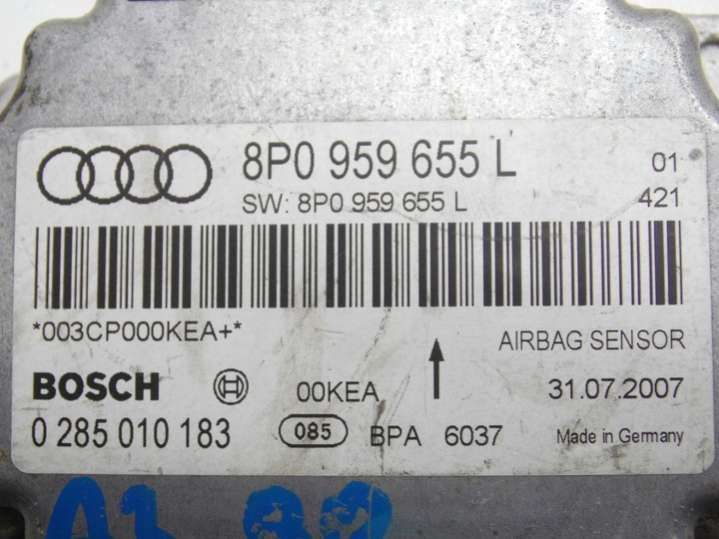 8P0 959 655 L 01
SW: 8P0 959 655 L 421
*003CP000KEA+*
AIRBAG SENSOR
BOSCH 00KEA 31.07.2007
0 285 010 183 085 BPA 6037 Made in Germany
A3